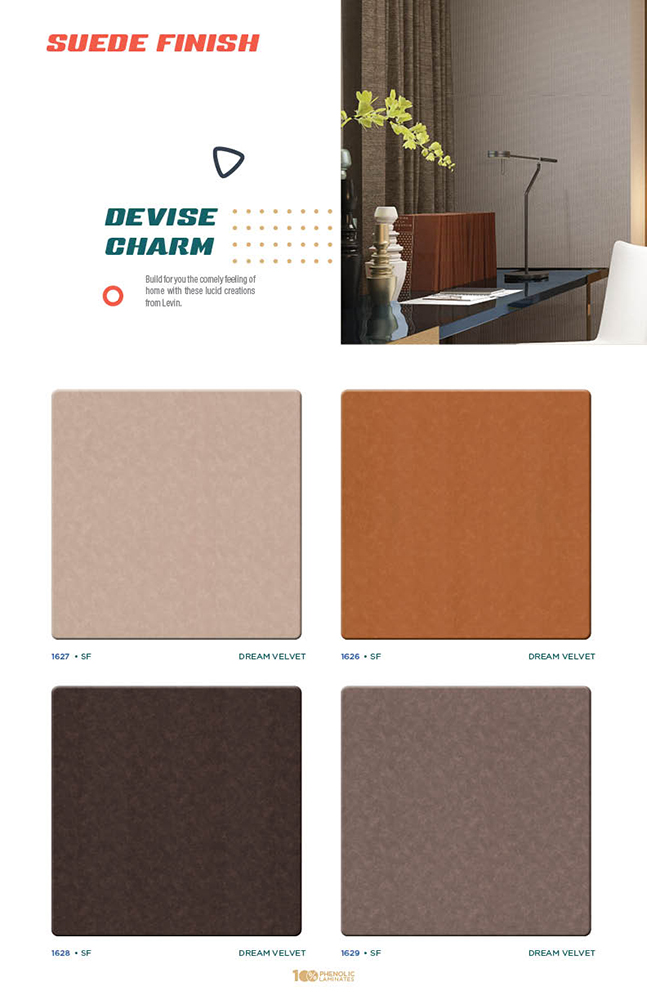 SUEDE FINISH
DEVISE
CHARM
Build for you the comely feeling of
home with these lucid creations
from Levin.
1627 • SF DREAM VELVET
1626 • SF DREAM VELVET
1628 • SF DREAM VELVET
1629 • SF DREAM VELVET
100% PHENOLIC
LAMINATES